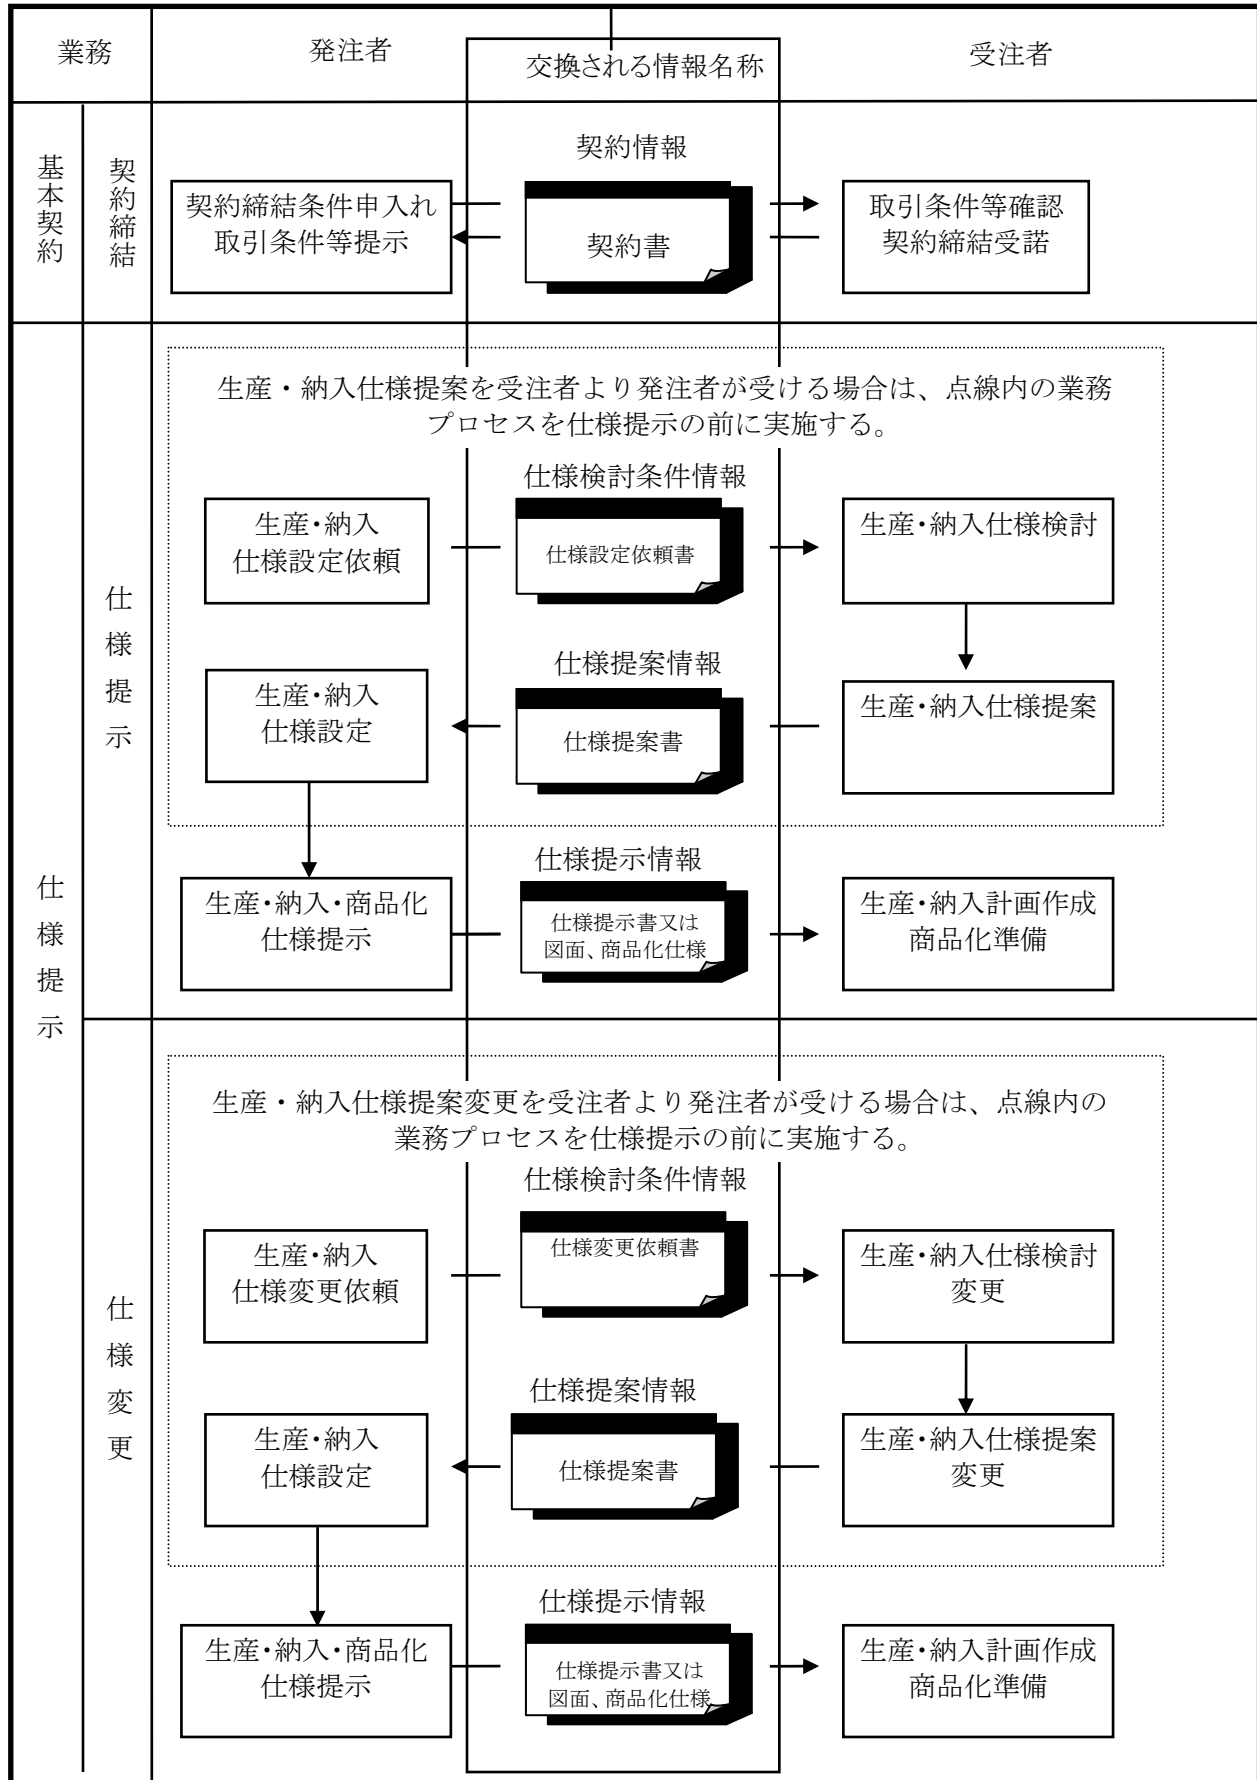 業務
発注者
交換される情報名称
受注者
基本契約
契約締結
契約情報
契約締結条件申入れ
取引条件等提示
契約書
取引条件等確認
契約締結受諾
仕様提示
仕様提示
生産・納入仕様提案を受注者より発注者が受ける場合は、点線内の業務
プロセスを仕様提示の前に実施する。
仕様検討条件情報
生産・納入
仕様設定依頼
仕様設定依頼書
生産・納入仕様検討
仕様提案情報
生産・納入
仕様設定
仕様提案書
生産・納入仕様提案
仕様提示情報
生産・納入・商品化
仕様提示
仕様提示書又は
図面、商品化仕様
生産・納入計画作成
商品化準備
仕様変更
生産・納入仕様提案変更を受注者より発注者が受ける場合は、点線内の
業務プロセスを仕様提示の前に実施する。
仕様検討条件情報
生産・納入
仕様変更依頼
仕様変更依頼書
生産・納入仕様検討
変更
仕様提案情報
生産・納入
仕様設定
仕様提案書
生産・納入仕様提案
変更
仕様提示情報
生産・納入・商品化
仕様提示
仕様提示書又は
図面、商品化仕様
生産・納入計画作成
商品化準備